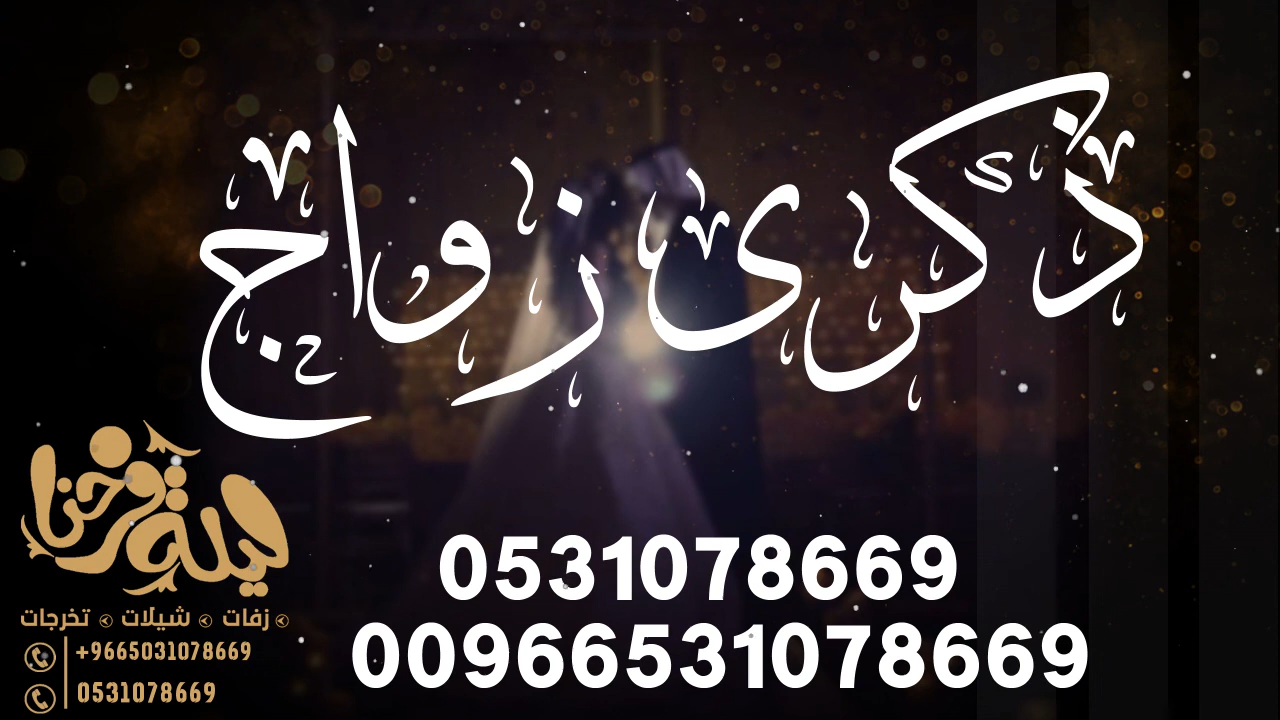 ذكرى زواج
0531078669
00966531078669
ليلة فرحنا
زفات شيلات تخرجات
+9665031078669
0531078669